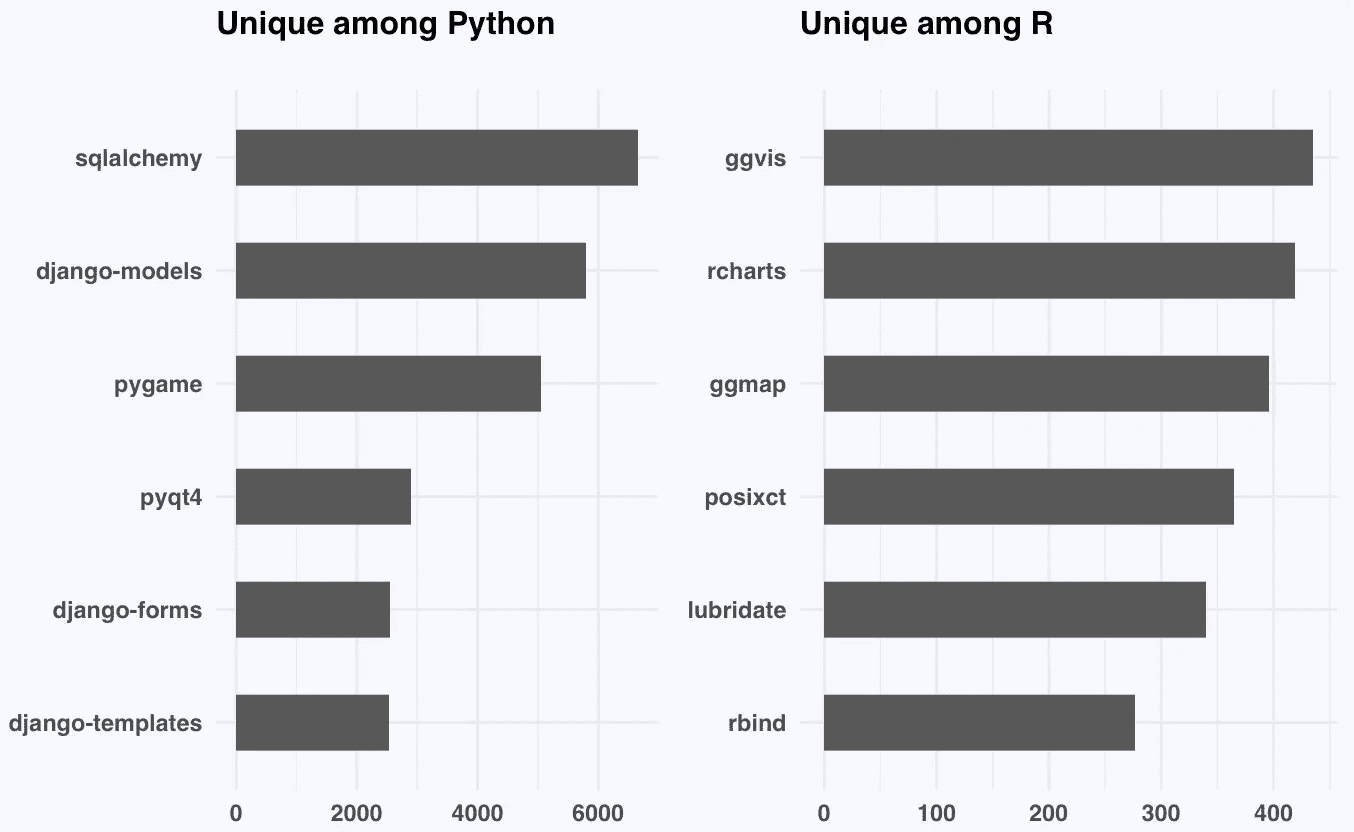 Unique among Python
sqlalchemy
django-models
pygame
pyqt4
django-forms
django-templates
0 2000 4000 6000
Unique among R
ggvis
rcharts
ggmap
posixct
lubridate
rbind
0 100 200 300 400